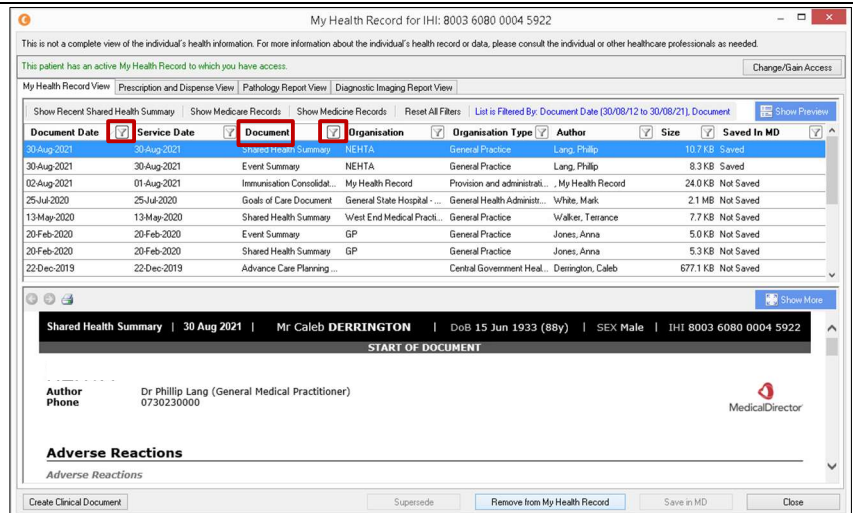 My Health Record for IHI: 8003 6080 0004 5922
This is not a complete view of the individual's health information. For more information about the individual's health record or data, please consult the individual or other healthcare professionals as needed.
This patient has an active My Health Record to which you have access. Change/Gain Access
My Health Record View Prescription and Dispense View Pathology Report View Diagnostic Imaging Report View
Show Recent Shared Health Summary Show Medicare Records Show Medicine Records Reset All Filters List is Filtered By: Document Date (30/08/12 to 30/08/21), Document Show Preview
Document Date Service Date Document Organisation Organisation Type Author Size Saved In MD
30-Aug-2021 30-Aug-2021 Shared Health Summary NEHTA General Practice Lang, Phillip 10.7 KB Saved
30-Aug-2021 30-Aug-2021 Event Summary NEHTA General Practice Lang, Phillip 8.3 KB Saved
02-Aug-2021 01-Aug-2021 Immunisation Consolidat... My Health Record Provision and administrati... , My Health Record 24.0 KB Not Saved
25-Jul-2020 25-Jul-2020 Goals of Care Document General State Hospital - ... General Health Administr... White, Mark 2.1 MB Not Saved
13-May-2020 13-May-2020 Shared Health Summary West End Medical Practi... General Practice Walker, Terrance 7.7 KB Not Saved
20-Feb-2020 20-Feb-2020 Event Summary GP General Practice Jones, Anna 5.0 KB Not Saved
20-Feb-2020 20-Feb-2020 Shared Health Summary GP General Practice Jones, Anna 5.3 KB Not Saved
22-Dec-2019 22-Dec-2019 Advance Care Planning ... Central Government Heal... Derrington, Caleb 677.1 KB Not Saved
Show More
Shared Health Summary | 30 Aug 2021 | Mr Caleb DERRINGTON | DoB 15 Jun 1933 (88y) | SEX Male | IHI 8003 6080 0004 5922
START OF DOCUMENT
Author Dr Phillip Lang (General Medical Practitioner)
Phone 0730230000
MedicalDirector
Adverse Reactions
Adverse Reactions
Create Clinical Document Supersede Remove from My Health Record Save in MD Close